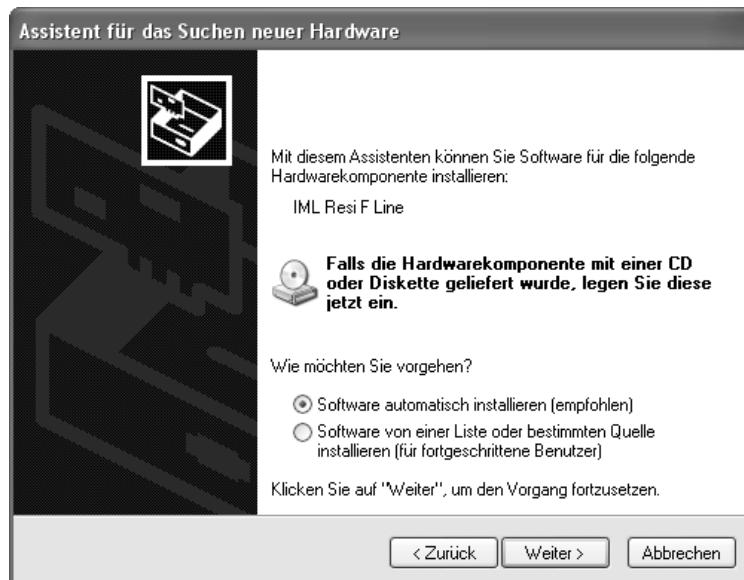 Assistent für das Suchen neuer Hardware
Mit diesem Assistenten können Sie Software für die folgende
Hardwarekomponente installieren:
IML Resi F Line
Falls die Hardwarekomponente mit einer CD
oder Diskette geliefert wurde, legen Sie diese
jetzt ein.
Wie möchten Sie vorgehen?
Software automatisch installieren (empfohlen)
Software von einer Liste oder bestimmten Quelle
installieren (für fortgeschrittene Benutzer)
Klicken Sie auf "Weiter", um den Vorgang fortzusetzen.
< Zurück Weiter > Abbrechen